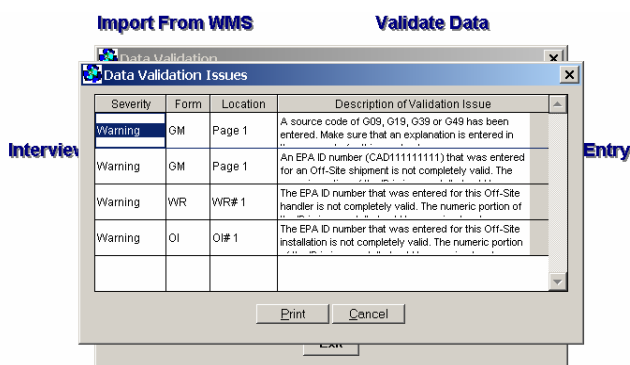 Import From WMS
Validate Data
Data Validation
Data Validation Issues
Severity Form Location Description of Validation Issue
Warning GM Page 1 A source code of G09, G19, G39 or G49 has been
entered. Make sure that an explanation is entered in
Interview
Entry
Warning GM Page 1 An EPA ID number (CAD111111111) that was entered
for an Off-Site shipment is not completely valid. The
Warning WR WR# 1 The EPA ID number that was entered for this Off-Site
handler is not completely valid. The numeric portion of
Warning OI OI# 1 The EPA ID number that was entered for this Off-Site
installation is not completely valid. The numeric portion
Print Cancel
Exit